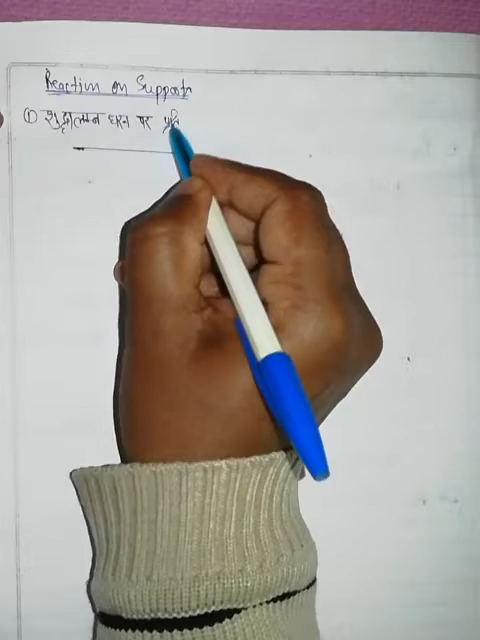 Reaction on Supports
① शुद्धालम्ब धरन पर प्रति